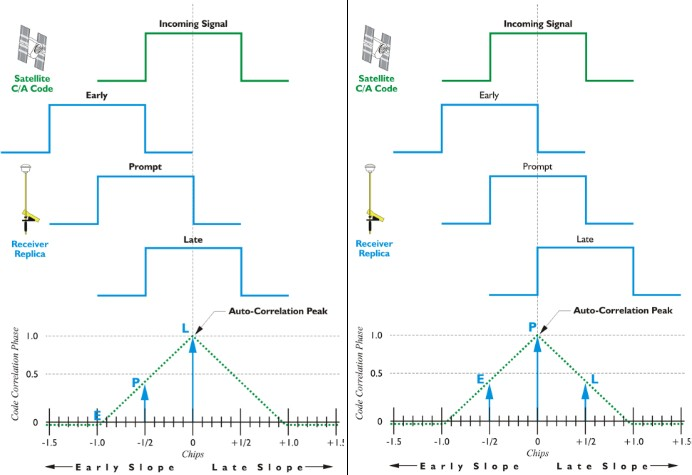 Incoming Signal
Satellite
C/A Code
Early
Prompt
Receiver
Replica
Late
Auto-Correlation Peak
L
P
E
Code Correlation Phase
1.0
0.5
0
-1.5 -1.0 -1/2 0 +1/2 +1.0 +1.5
Chips
Early Slope Late Slope
Incoming Signal
Satellite
C/A Code
Early
Prompt
Receiver
Replica
Late
Auto-Correlation Peak
P
E L
Code Correlation Phase
1.0
0.5
0
-1.5 -1.0 -1/2 0 +1/2 +1.0 +1.5
Chips
Early Slope Late Slope